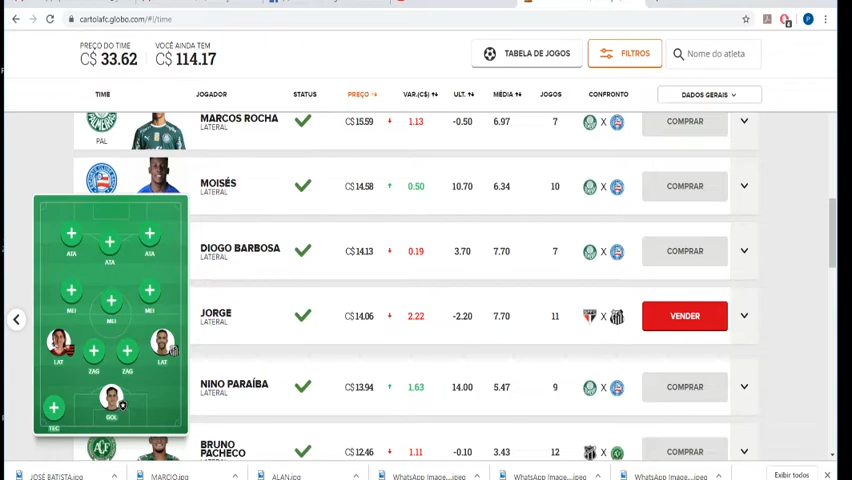 cartolafc.globo.com/#!/time
PREÇO DO TIME
C$ 33.62
VOCÊ AINDA TEM
C$ 114.17
TABELA DE JOGOS
FILTROS
Nome do atleta
TIME JOGADOR STATUS PREÇO VAR.(C$) ULT. MÉDIA JOGOS CONFRONTO DADOS GERAIS
PAL
MARCOS ROCHA
LATERAL
C$ 15.59 1.13 -0.50 6.97 7 X COMPRAR
MOISÉS
LATERAL
C$ 14.58 0.50 10.70 6.34 10 X COMPRAR
DIOGO BARBOSA
LATERAL
C$ 14.13 0.19 3.70 7.70 7 X COMPRAR
JORGE
LATERAL
C$ 14.06 2.22 -2.20 7.70 11 X VENDER
NINO PARAÍBA
LATERAL
C$ 13.94 1.63 14.00 5.47 9 X COMPRAR
BRUNO
PACHECO
LATERAL
C$ 12.46 1.11 -0.10 3.43 12 X COMPRAR
ATA ATA ATA
MEI MEI MEI
LAT ZAG ZAG LAT
GOL
TEC
JOSÉ BATISTA.jpg
MARCIO.jpg
ALAN.jpg
WhatsApp Image....jpeg
WhatsApp Image....jpeg
WhatsApp Image....jpeg
Exibir todos